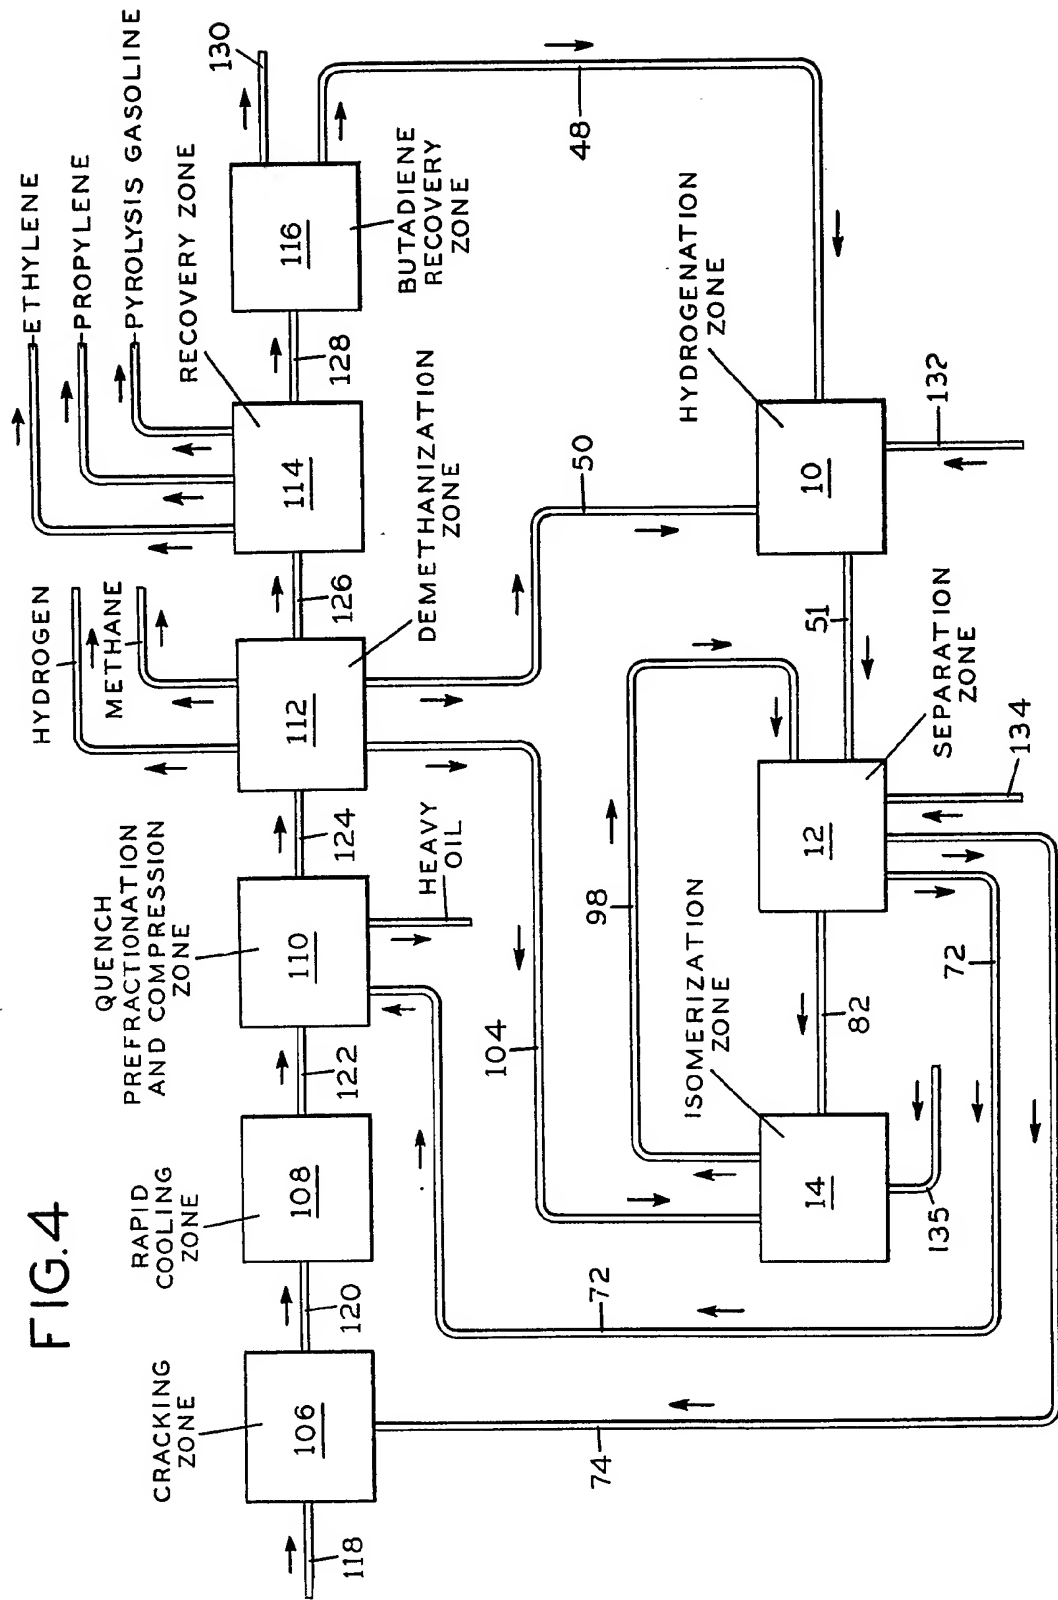 FIG.4
CRACKING
ZONE
RAPID
COOLING
ZONE
QUENCH
PREFRACTIONATION
AND COMPRESSION
ZONE
HYDROGEN
METHANE
ETHYLENE
PROPYLENE
PYROLYSIS GASOLINE
RECOVERY ZONE
130
106
108
110
112
114
116
118
120
122
124
126
128
HEAVY
OIL
DEMETHANIZATION
ZONE
BUTADIENE
RECOVERY
ZONE
104
50
48
98
72
74
ISOMERIZATION
ZONE
HYDROGENATION
ZONE
14
82
12
51
10
135
72
134
SEPARATION
ZONE
132